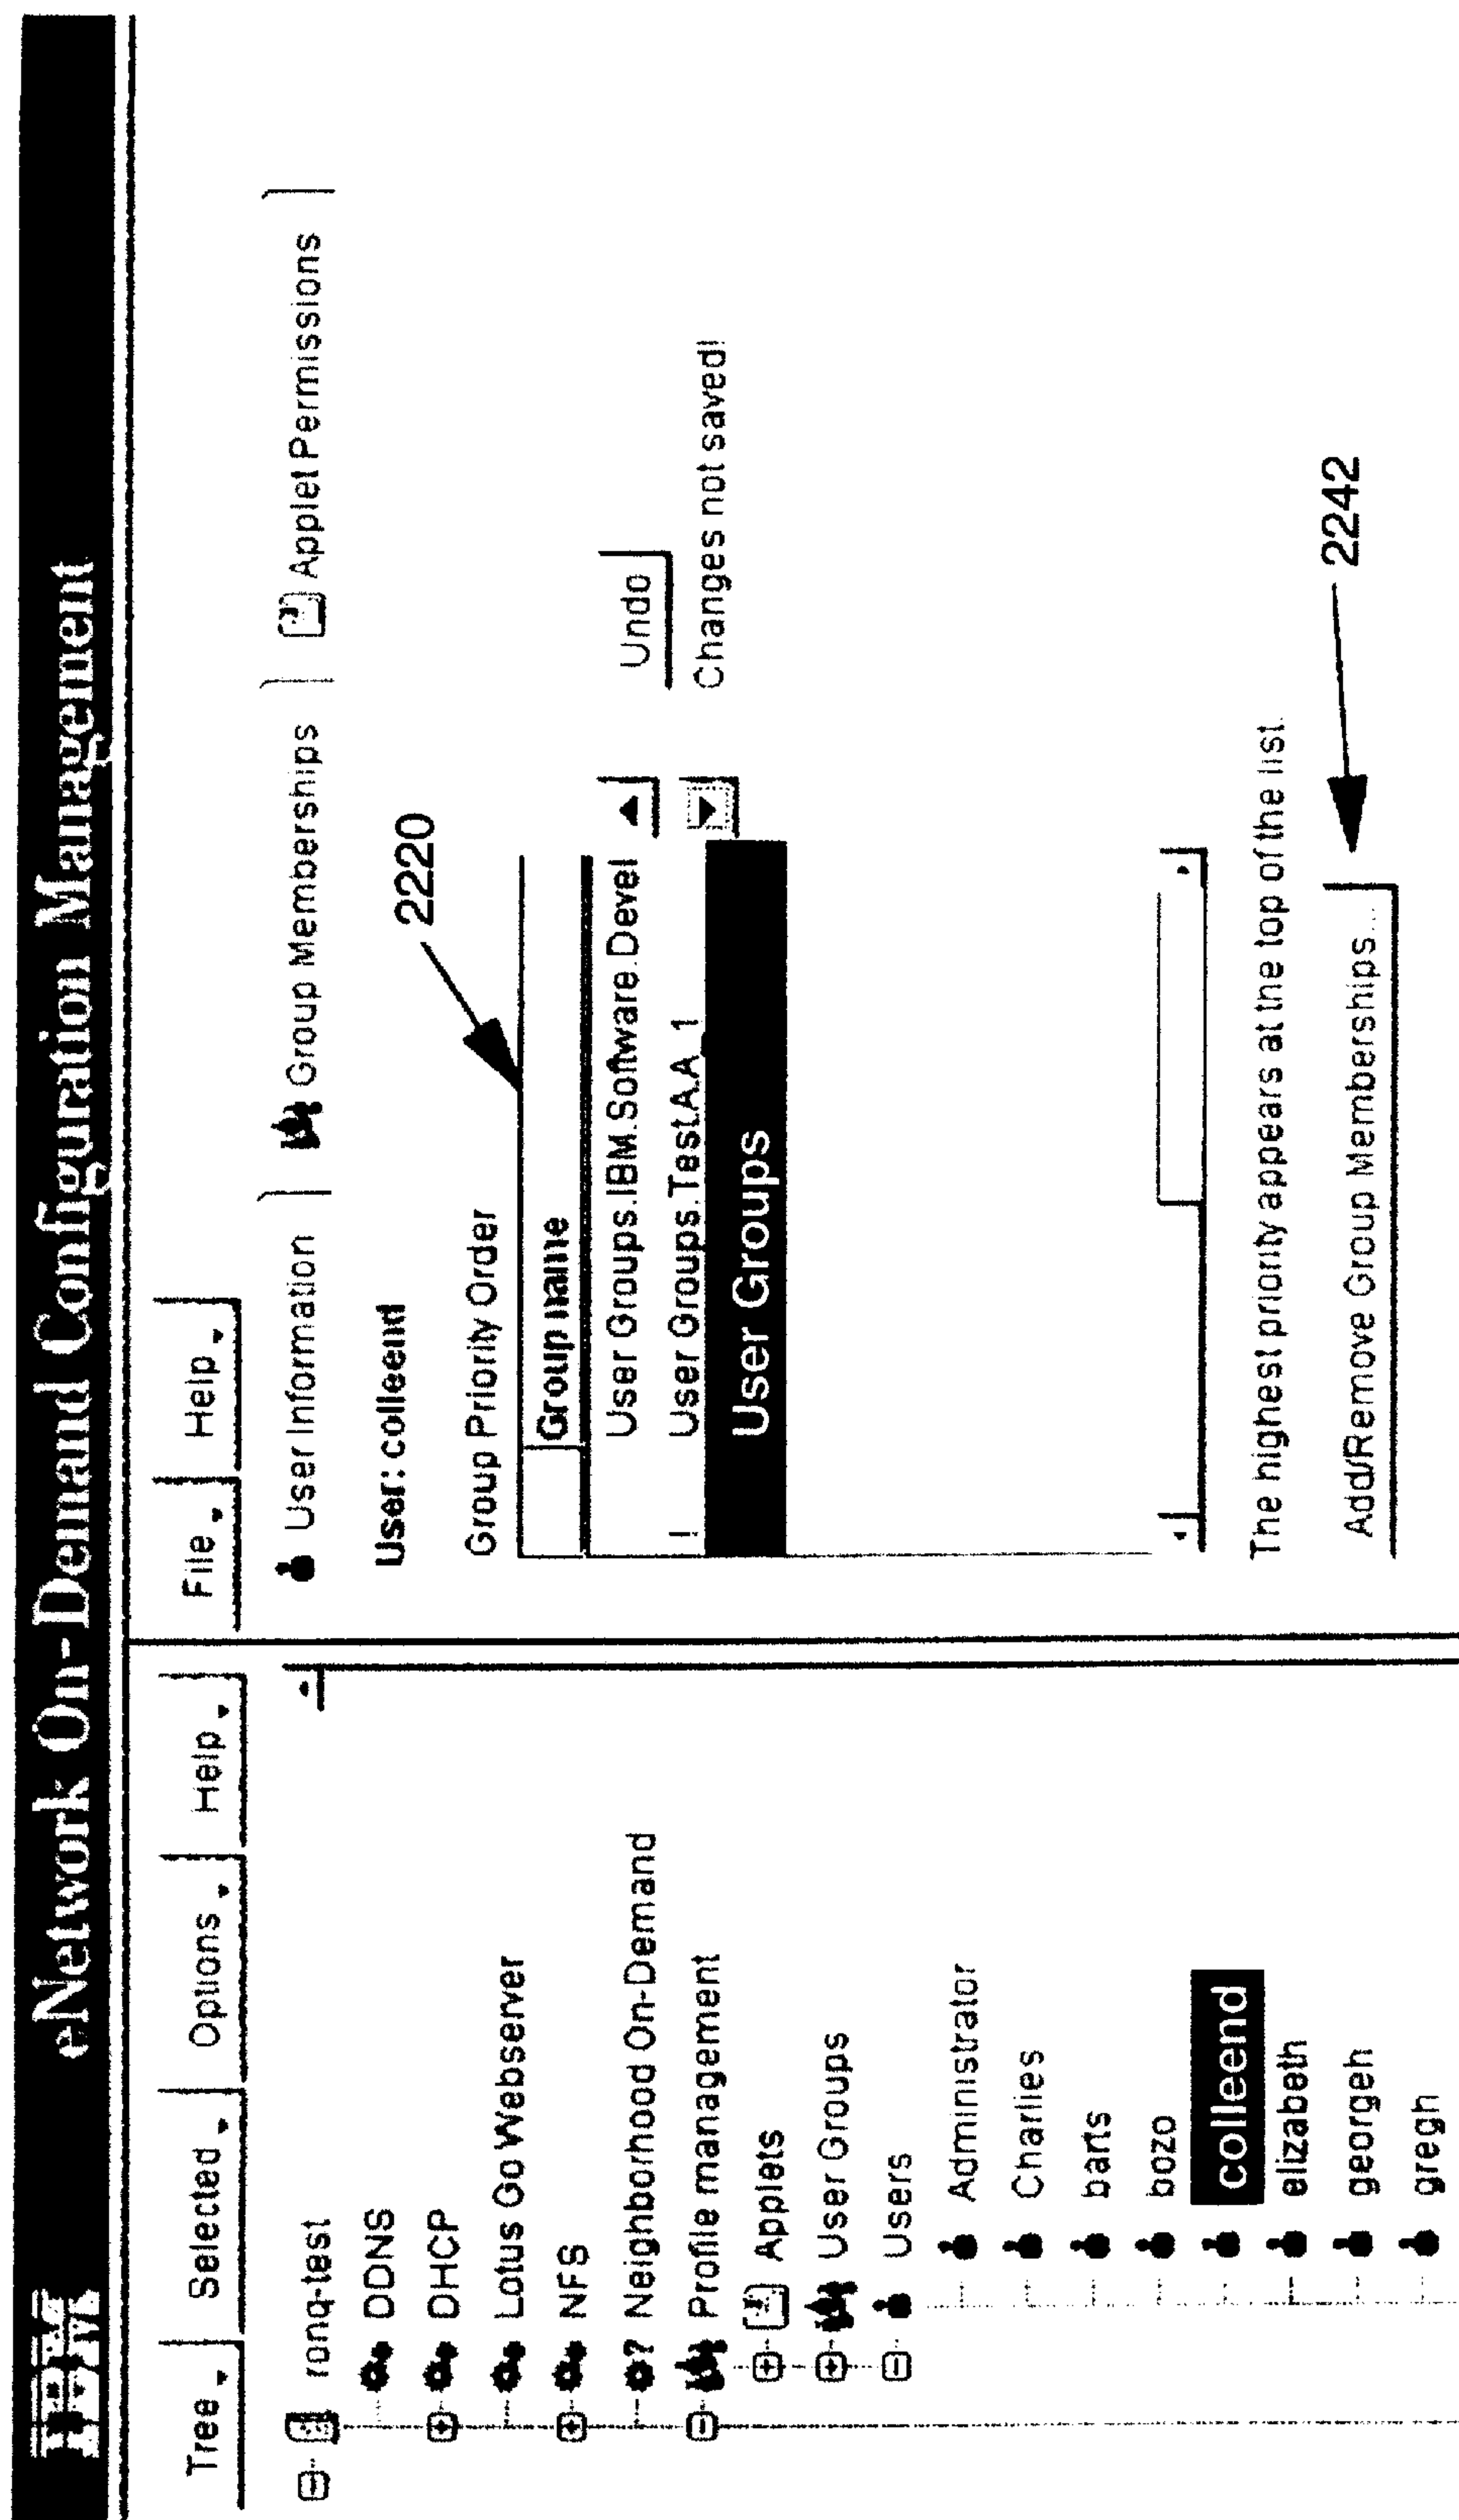 IBM eNetwork On-Demand Configuration Management
Tree Selected Options Help
ronq-test
DDNS
DHCP
Lotus Go Webserver
NFS
? Neighborhood On-Demand
Profile management
Applets
User Groups
Users
Administrator
Charlies
barts
bozo
colleend
elizabeth
georgeh
gregh
File Help
User Information Group Memberships Applet Permissions
User: colleend
Group Priority Order
2220
Group name
User Groups.IBM.Software.Devel
! User Groups.Test.A.A_1
User Groups
Undo
Changes not saved!
The highest priority appears at the top of the list.
Add/Remove Group Memberships...
2242